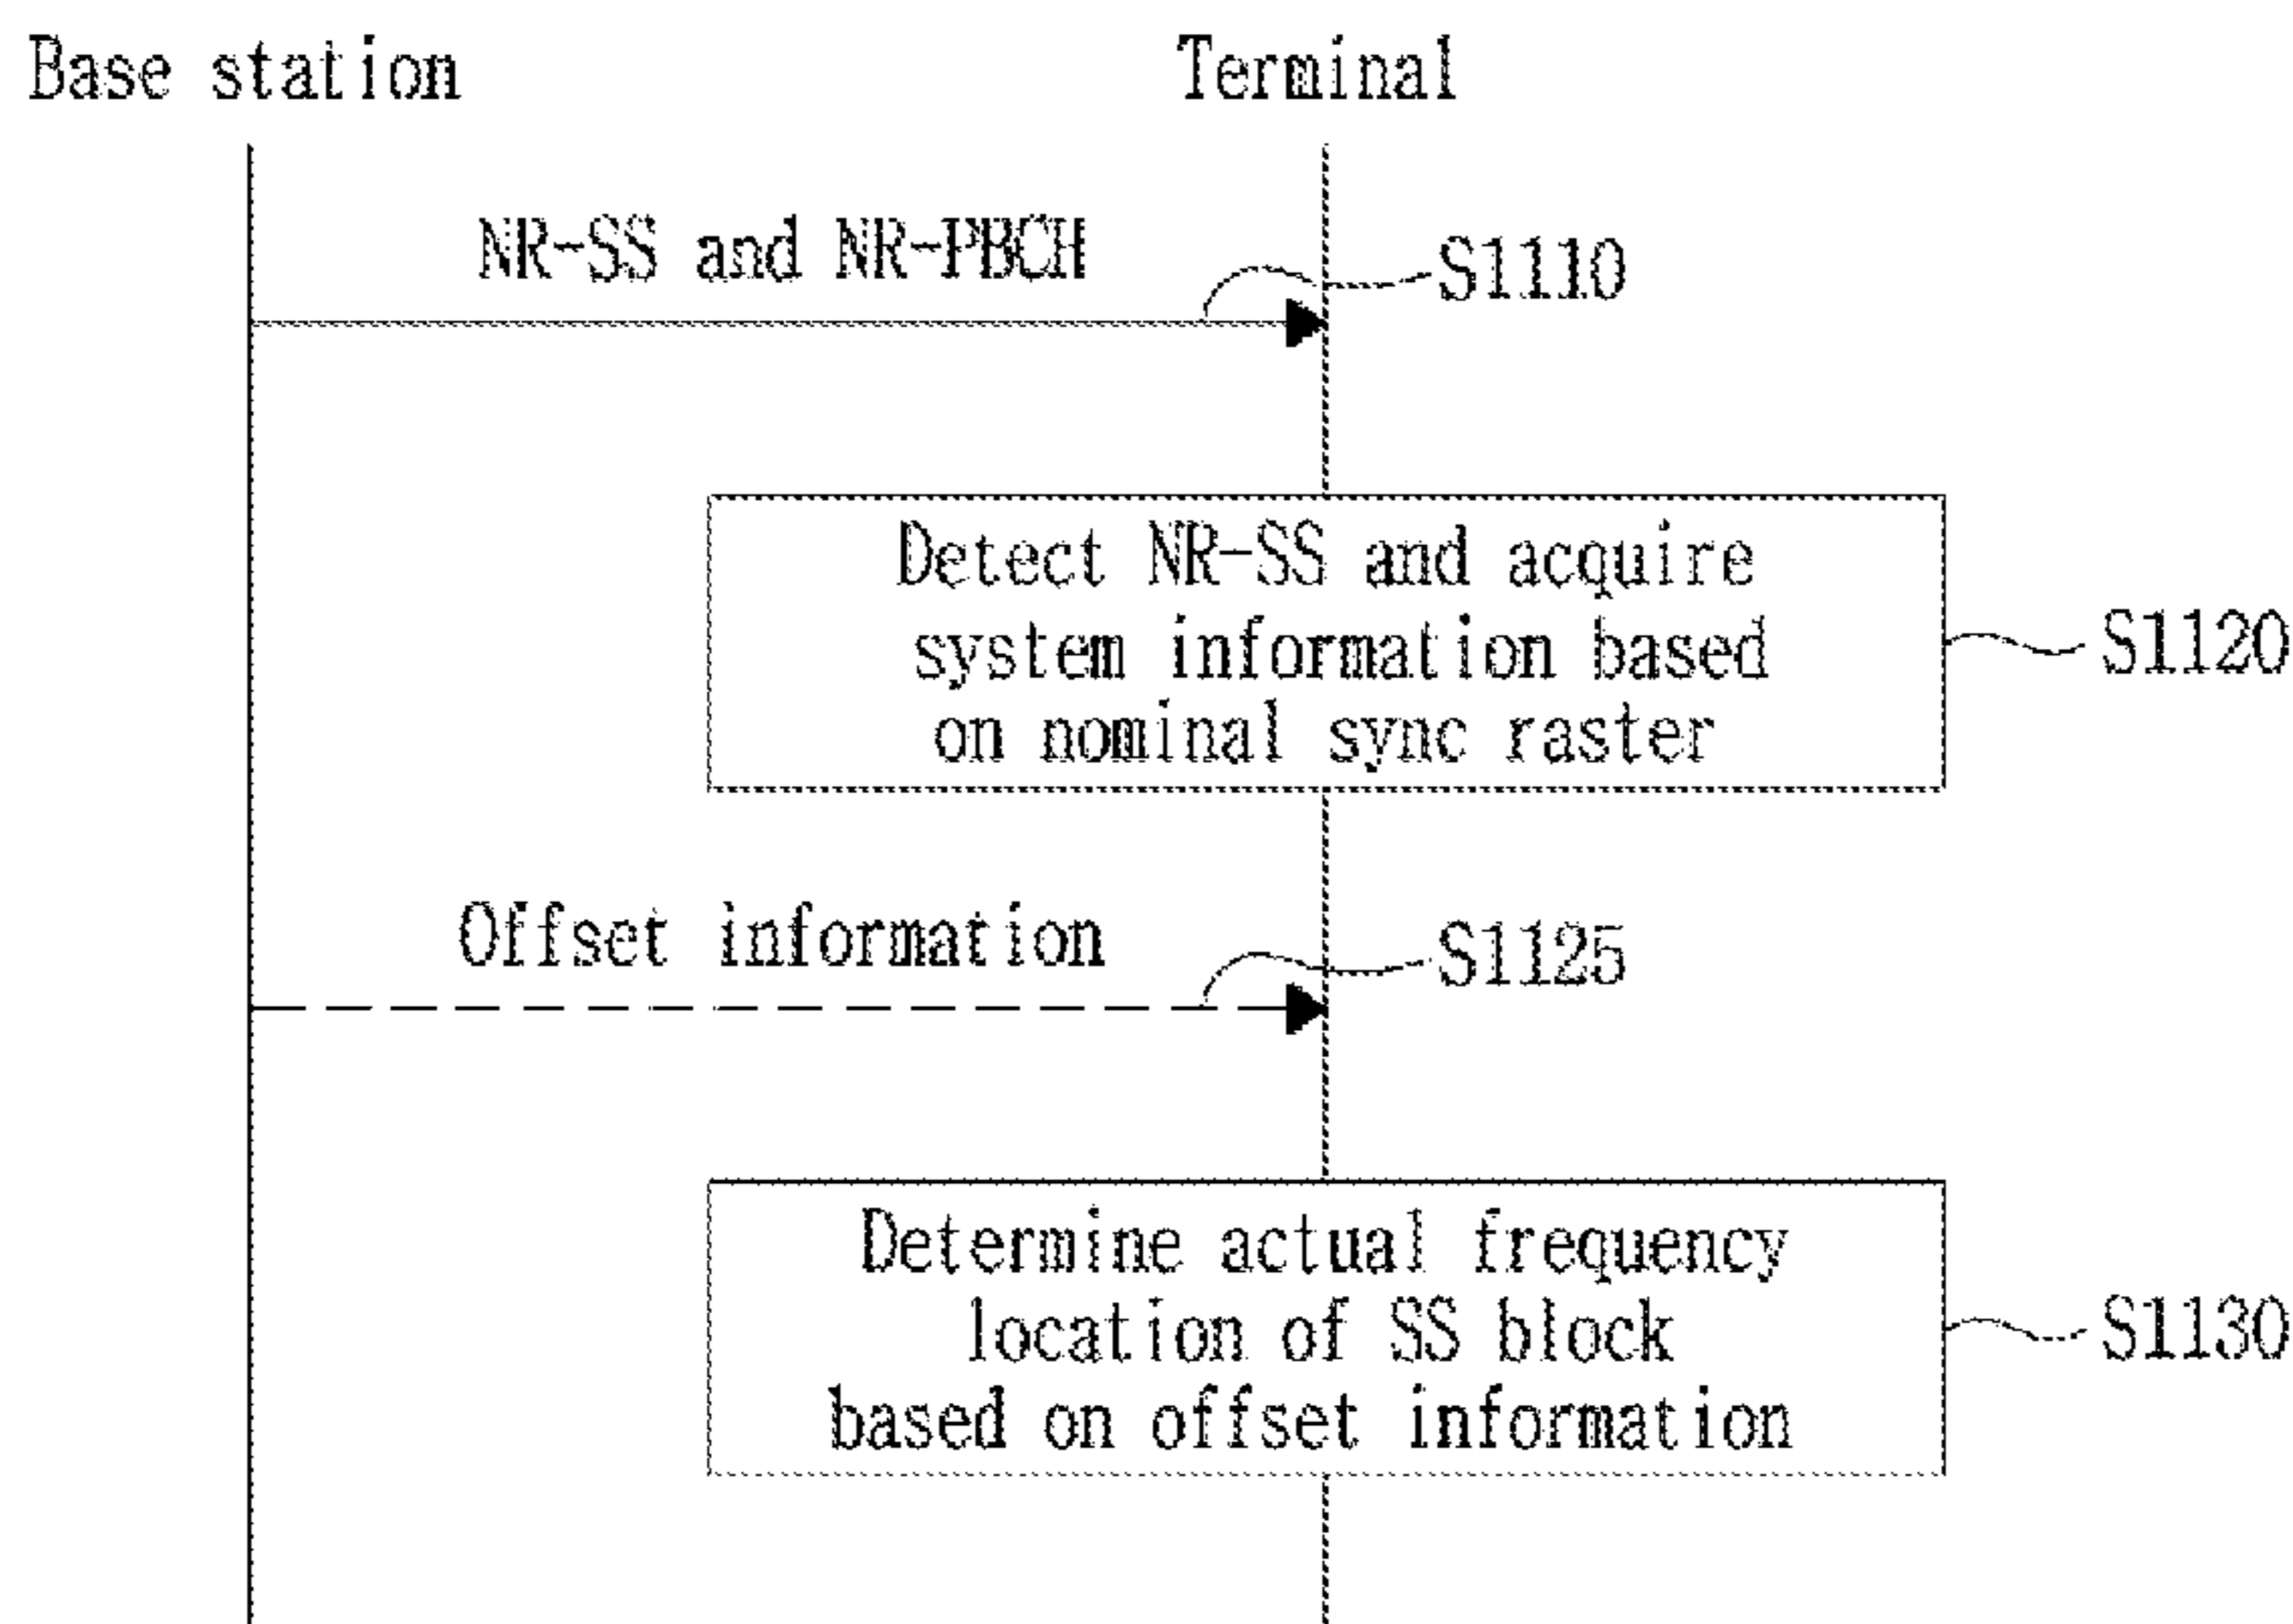 Base station
Terminal
NR-SS and NR-PBCH
S1110
Detect NR-SS and acquire
system information based
on nominal sync raster
S1120
Offset information
S1125
Determine actual frequency
location of SS block
based on offset information
S1130